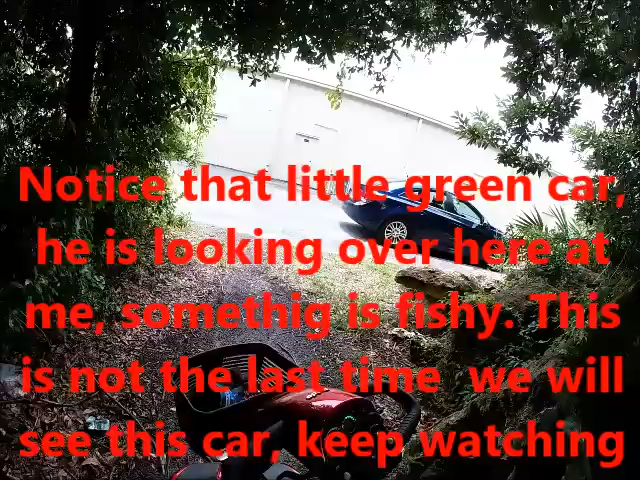 Notice that little green car,
he is looking over here at
me, somethig is fishy. This
is not the last time we will
see this car, keep watching